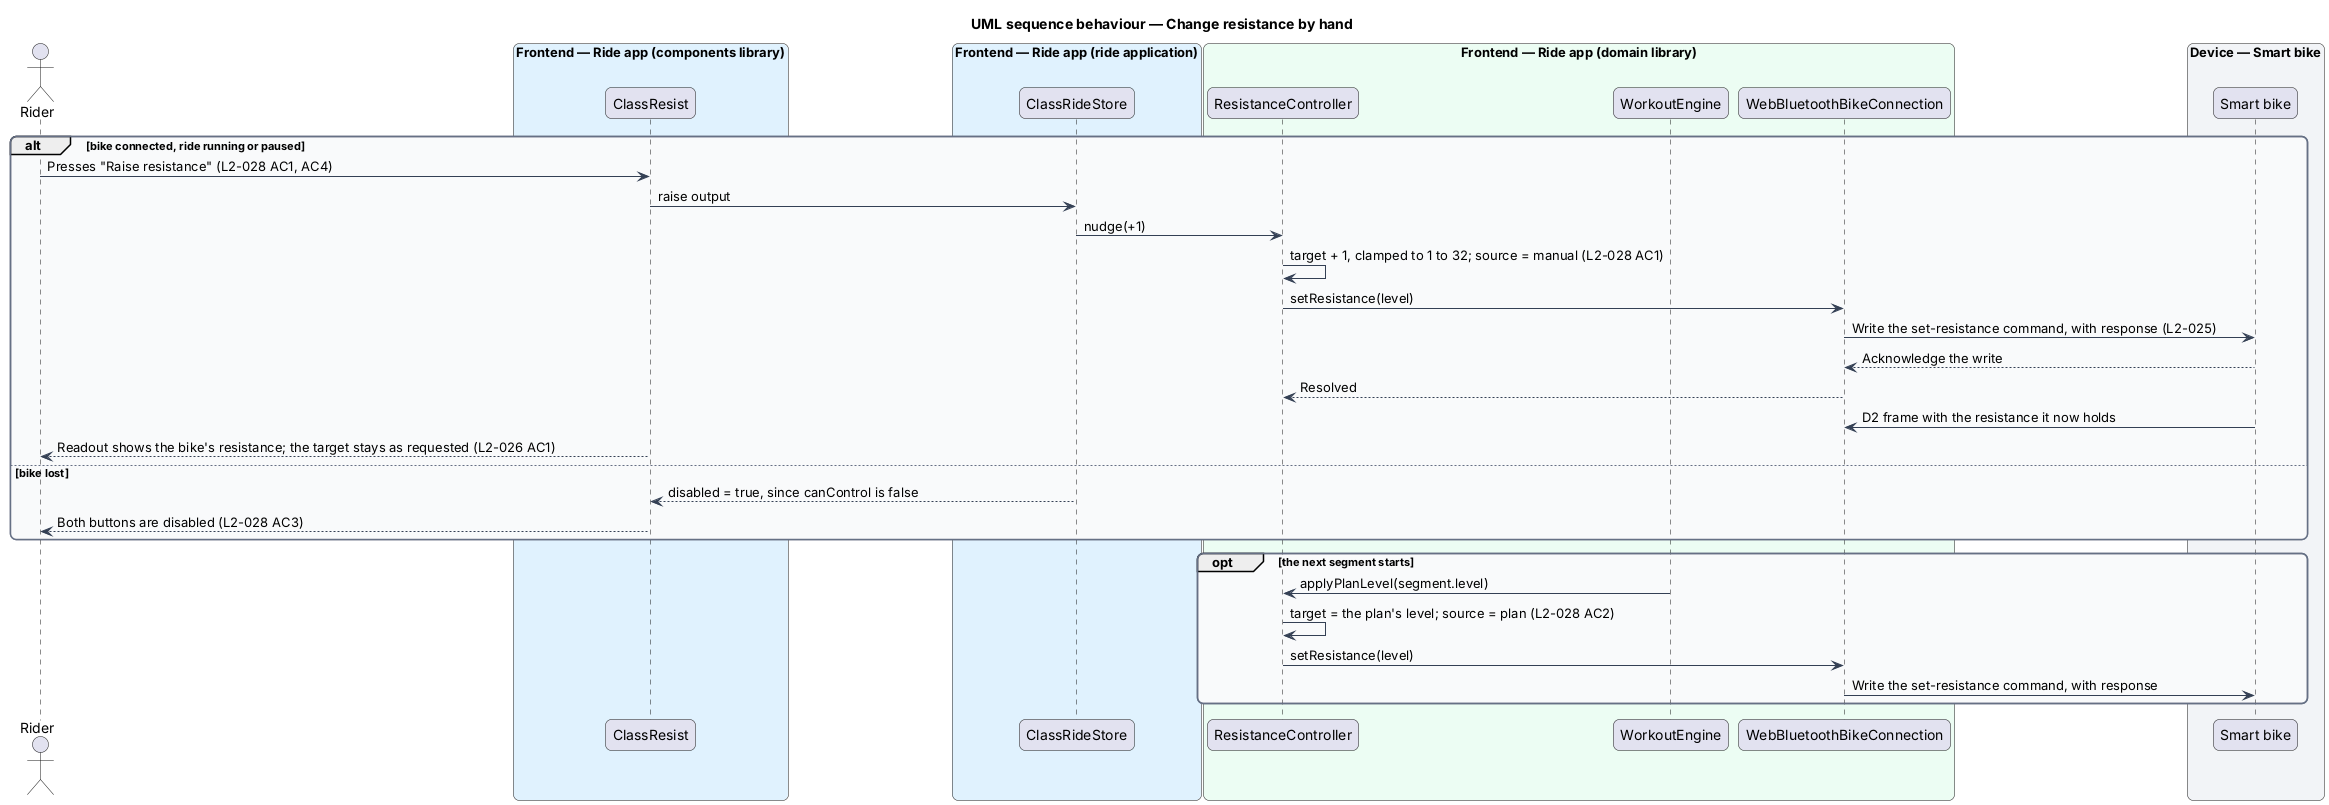 UML sequence behaviour — Change resistance by hand
Frontend — Ride app (components library)
Frontend — Ride app (ride application)
Frontend — Ride app (domain library)
Device — Smart bike
Rider
ClassResist
ClassRideStore
ResistanceController
WorkoutEngine
WebBluetoothBikeConnection
Smart bike
alt
[bike connected, ride running or paused]
Presses "Raise resistance" (L2-028 AC1, AC4)
raise output
nudge(+1)
target + 1, clamped to 1 to 32; source = manual (L2-028 AC1)
setResistance(level)
Write the set-resistance command, with response (L2-025)
Acknowledge the write
Resolved
D2 frame with the resistance it now holds
Readout shows the bike's resistance; the target stays as requested (L2-026 AC1)
[bike lost]
disabled = true, since canControl is false
Both buttons are disabled (L2-028 AC3)
opt
[the next segment starts]
applyPlanLevel(segment.level)
target = the plan's level; source = plan (L2-028 AC2)
setResistance(level)
Write the set-resistance command, with response
Rider
ClassResist
ClassRideStore
ResistanceController
WorkoutEngine
WebBluetoothBikeConnection
Smart bike